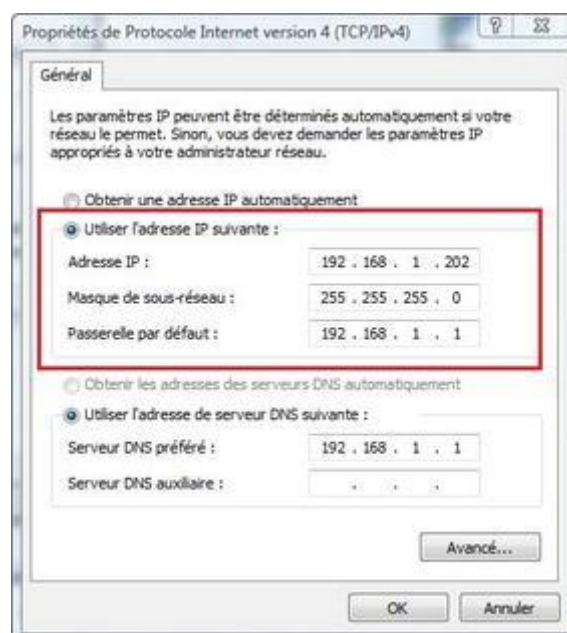 Propriétés de Protocole Internet version 4 (TCP/IPv4)
Général
Les paramètres IP peuvent être déterminés automatiquement si votre
réseau le permet. Sinon, vous devez demander les paramètres IP
appropriés à votre administrateur réseau.
Obtenir une adresse IP automatiquement
Utiliser l'adresse IP suivante :
Adresse IP : 192 . 168 . 1 . 202
Masque de sous-réseau : 255 . 255 . 255 . 0
Passerelle par défaut : 192 . 168 . 1 . 1
Obtenir les adresses des serveurs DNS automatiquement
Utiliser l'adresse de serveur DNS suivante :
Serveur DNS préféré : 192 . 168 . 1 . 1
Serveur DNS auxiliaire : . . .
Avancé...
OK Annuler